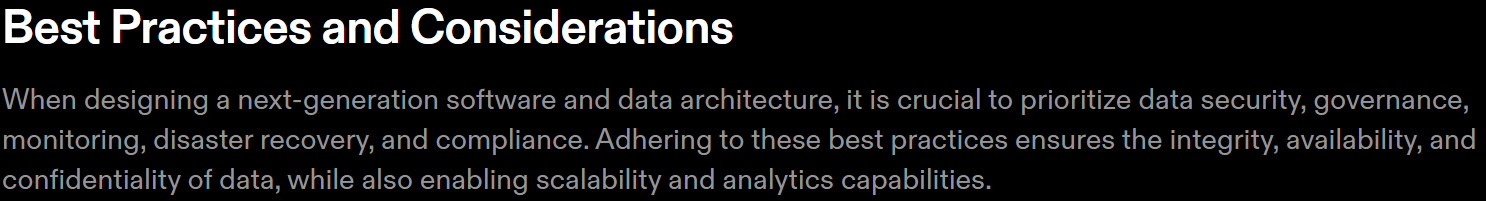 Best Practices and Considerations
When designing a next-generation software and data architecture, it is crucial to prioritize data security, governance,
monitoring, disaster recovery, and compliance. Adhering to these best practices ensures the integrity, availability, and
confidentiality of data, while also enabling scalability and analytics capabilities.